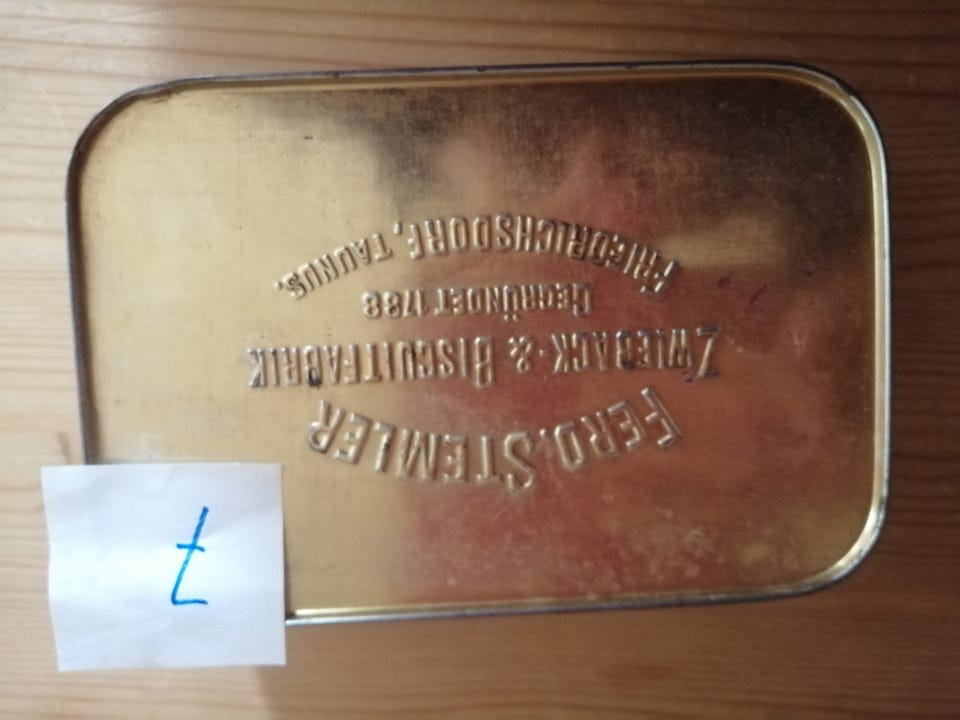 FERD. STEMLER
ZWIEBACK- & BISCUITFABRIK
GEGRÜNDET 1788
FRIEDRICHSDORF, TAUNUS.
7